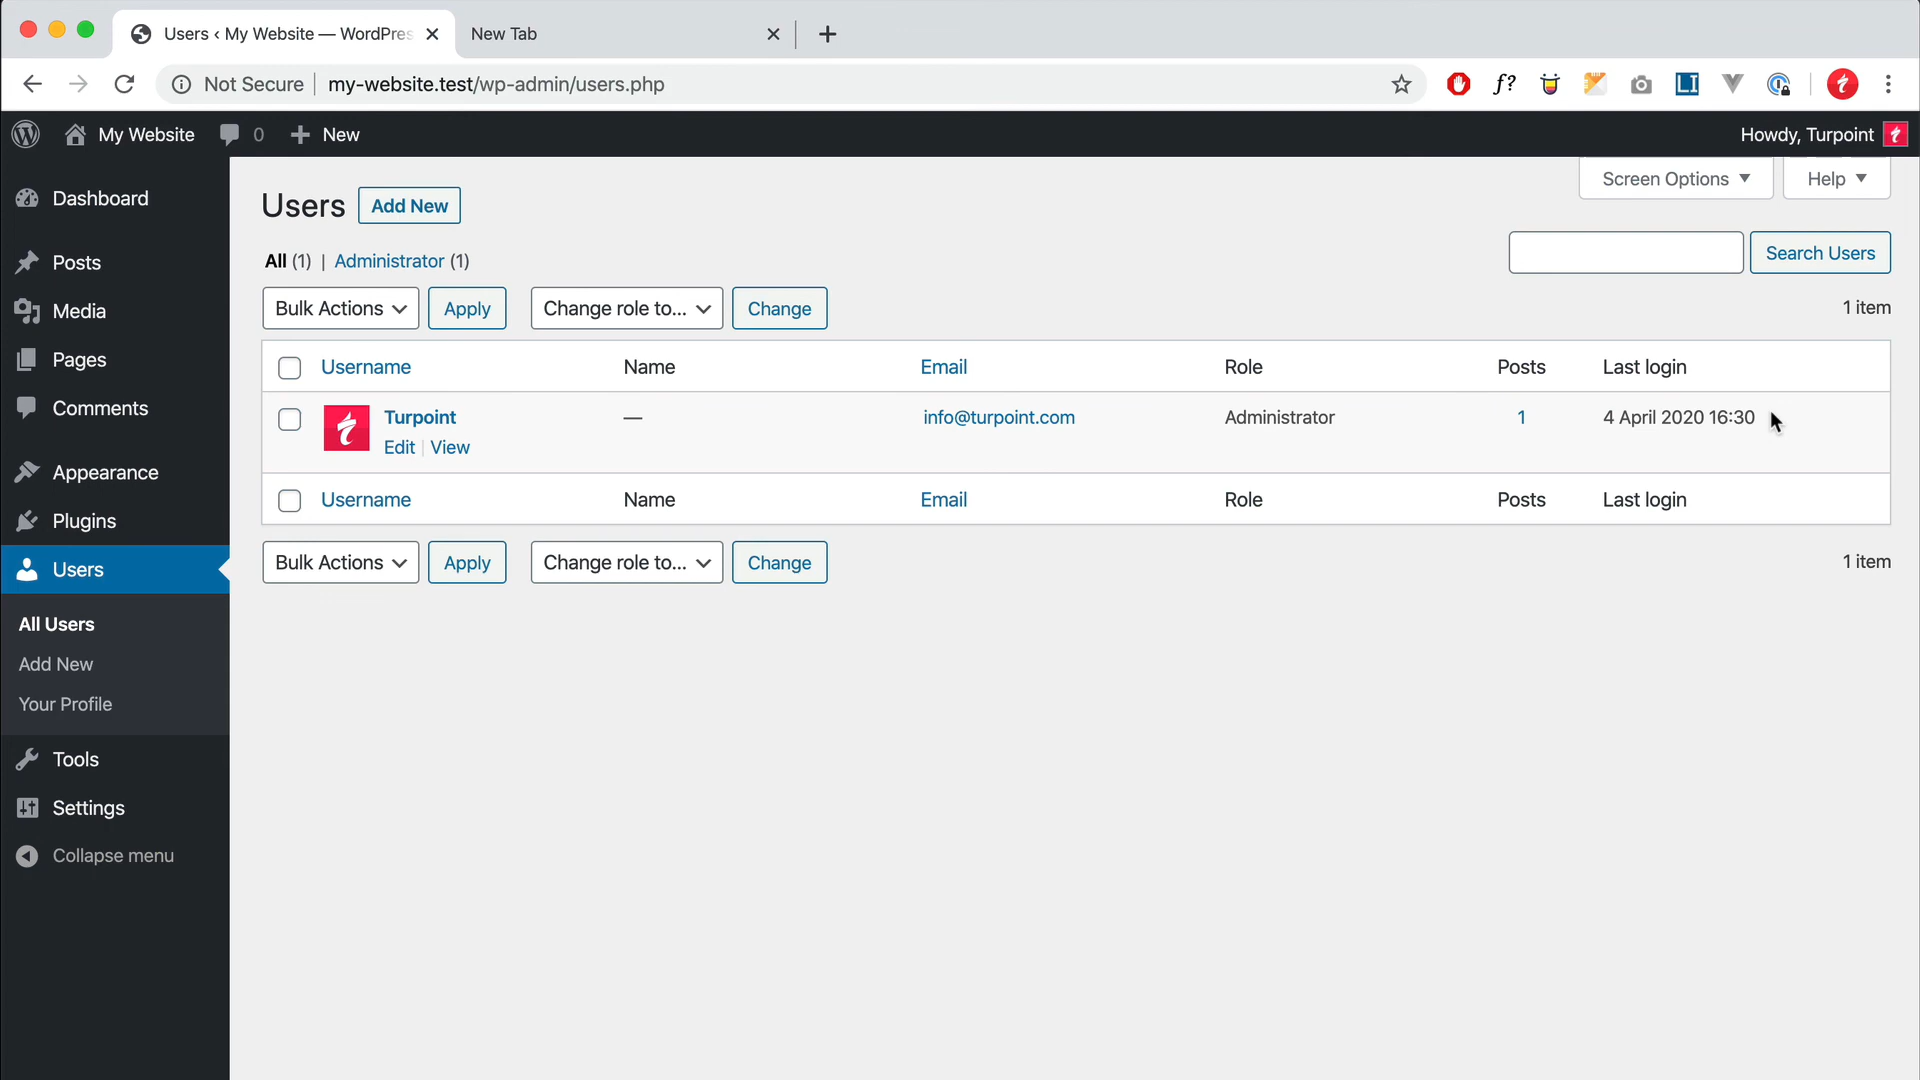 Users ‹ My Website — WordPres
New Tab
Not Secure
my-website.test/wp-admin/users.php
f?
LI
My Website
0
New
Howdy, Turpoint
Screen Options
Help
Dashboard
Posts
Media
Pages
Comments
Appearance
Plugins
Users
All Users
Add New
Your Profile
Tools
Settings
Collapse menu
Users
Add New
All (1) | Administrator (1)
Search Users
Bulk Actions
Apply
Change role to...
Change
1 item
Username Name Email Role Posts Last login
Turpoint — info@turpoint.com Administrator 1 4 April 2020 16:30
Edit | View
Username Name Email Role Posts Last login
Bulk Actions
Apply
Change role to...
Change
1 item